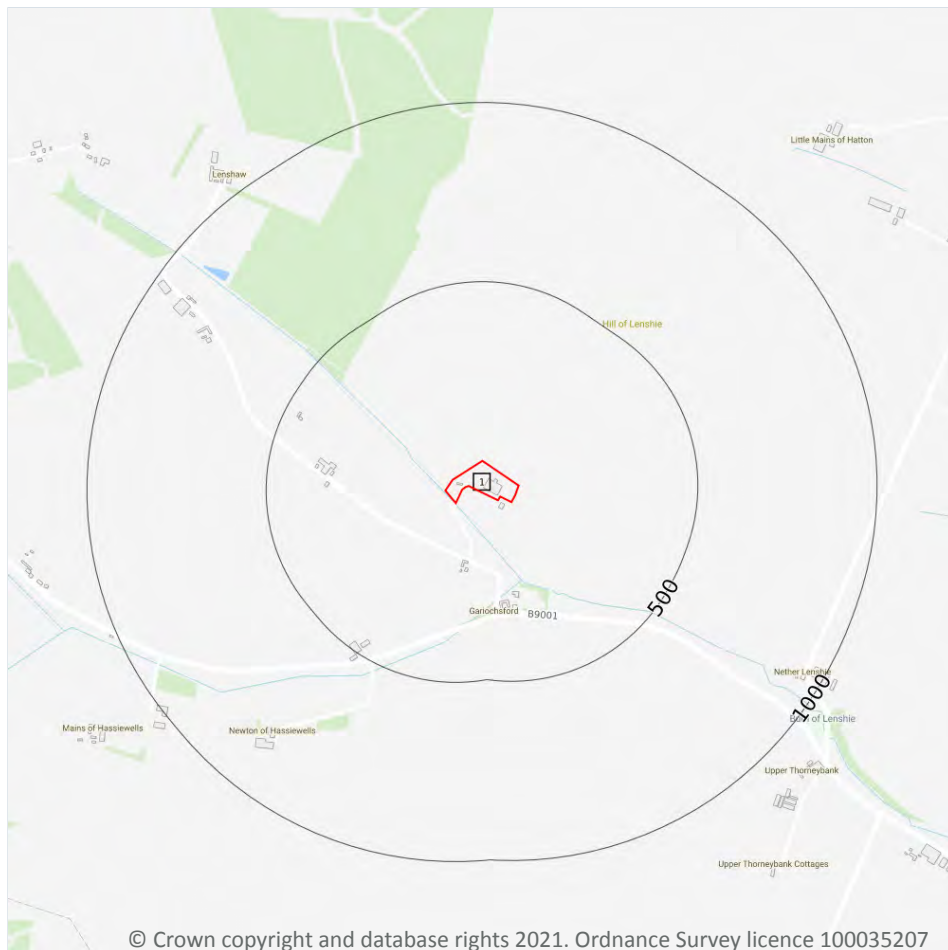 Little Mains of Hatton
Lenshaw
Hill of Lenshie
1
500
Gariochsford
B9001
Nether Lenshie
1000
Mains of Hassiewells
Newton of Hassiewells
of Lenshie
Upper Thorneybank
Upper Thorneybank Cottages
© Crown copyright and database rights 2021. Ordnance Survey licence 100035207